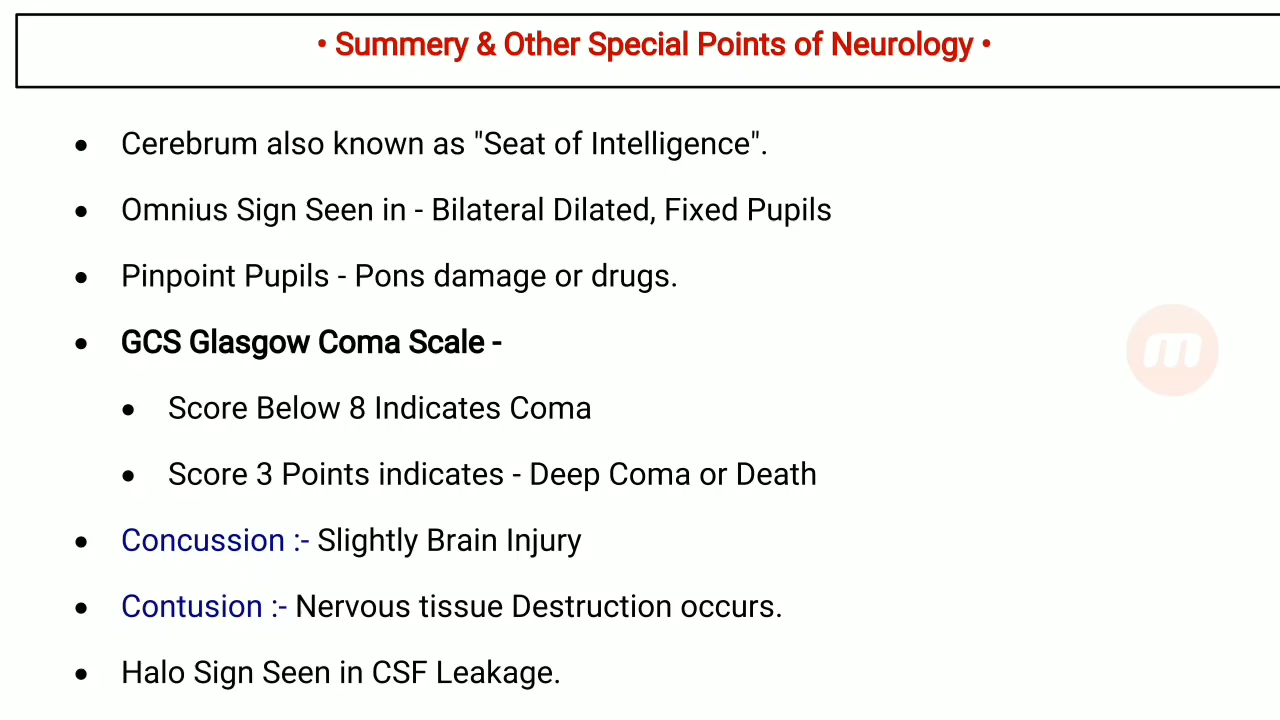 • Summery & Other Special Points of Neurology •
• Cerebrum also known as "Seat of Intelligence".
• Omnius Sign Seen in - Bilateral Dilated, Fixed Pupils
• Pinpoint Pupils - Pons damage or drugs.
• GCS Glasgow Coma Scale -
• Score Below 8 Indicates Coma
• Score 3 Points indicates - Deep Coma or Death
• Concussion :- Slightly Brain Injury
• Contusion :- Nervous tissue Destruction occurs.
• Halo Sign Seen in CSF Leakage.